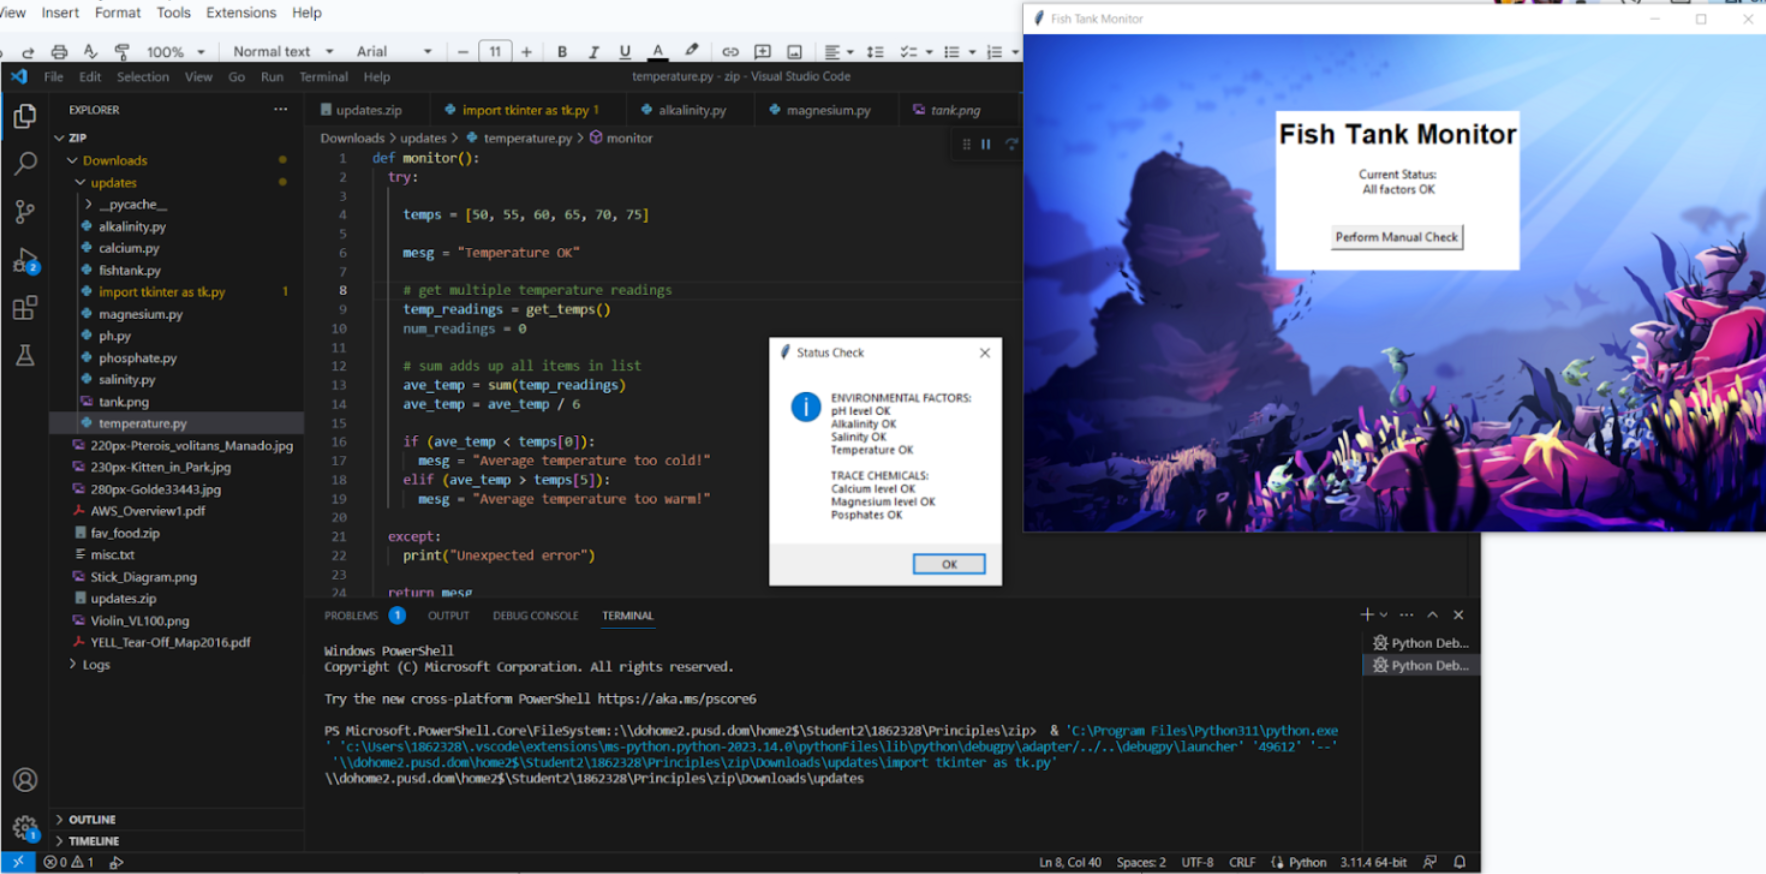 View Insert Format Tools Extensions Help
100% Normal text Arial 11 B I U A
File Edit Selection View Go Run Terminal Help
temperature.py - zip - Visual Studio Code
EXPLORER
ZIP
Downloads
updates
__pycache__
alkalinity.py
calcium.py
fishtank.py
import tkinter as tk.py 1
magnesium.py
ph.py
phosphate.py
salinity.py
tank.png
temperature.py
220px-Pterois_volitans_Manado.jpg
230px-Kitten_in_Park.jpg
280px-Golde33443.jpg
AWS_Overview1.pdf
fav_food.zip
misc.txt
Stick_Diagram.png
updates.zip
Violin_VL100.png
YELL_Tear-Off_Map2016.pdf
Logs
OUTLINE
TIMELINE
2
1
updates.zip import tkinter as tk.py 1 alkalinity.py magnesium.py tank.png
Downloads > updates > temperature.py > monitor
1 def monitor():
2 try:
3
4 temps = [50, 55, 60, 65, 70, 75]
5
6 mesg = "Temperature OK"
7
8 # get multiple temperature readings
9 temp_readings = get_temps()
10 num_readings = 0
11
12 # sum adds up all items in list
13 ave_temp = sum(temp_readings)
14 ave_temp = ave_temp / 6
15
16 if (ave_temp < temps[0]):
17 mesg = "Average temperature too cold!"
18 elif (ave_temp > temps[5]):
19 mesg = "Average temperature too warm!"
20
21 except:
22 print("Unexpected error")
23
24 return mesg
Status Check
ENVIRONMENTAL FACTORS:
pH level OK
Alkalinity OK
Salinity OK
Temperature OK
TRACE CHEMICALS:
Calcium level OK
Magnesium level OK
Posphates OK
OK
Fish Tank Monitor
Fish Tank Monitor
Current Status:
All factors OK
Perform Manual Check
PROBLEMS 1 OUTPUT DEBUG CONSOLE TERMINAL
Windows PowerShell
Copyright (C) Microsoft Corporation. All rights reserved.
Try the new cross-platform PowerShell https://aka.ms/pscore6
PS Microsoft.PowerShell.Core\FileSystem::\\dohome2.pusd.dom\home2$\Student2\1862328\Principles\zip> & 'C:\Program Files\Python311\python.exe
' 'c:\Users\1862328\.vscode\extensions\ms-python.python-2023.14.0\pythonFiles\lib\python\debugpy\adapter/../..\debugpy\launcher' '49612' '--'
'\\dohome2.pusd.dom\home2$\Student2\1862328\Principles\zip\Downloads\updates\import tkinter as tk.py'
\\dohome2.pusd.dom\home2$\Student2\1862328\Principles\zip\Downloads\updates
Python Deb...
Python Deb...
0 1
Ln 8, Col 40 Spaces: 2 UTF-8 CRLF Python 3.11.4 64-bit